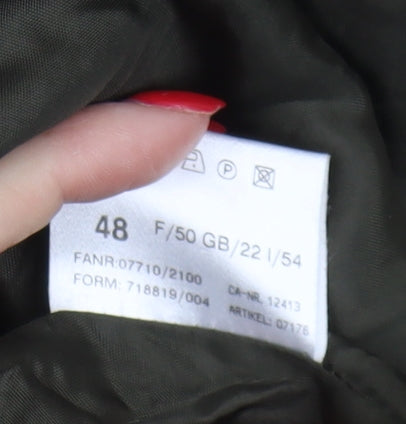 P
48 F/50 GB/22 I/54
FANR:07710/2100
FORM: 718819/004
CA-NR. 12413
ARTIKEL: 07176